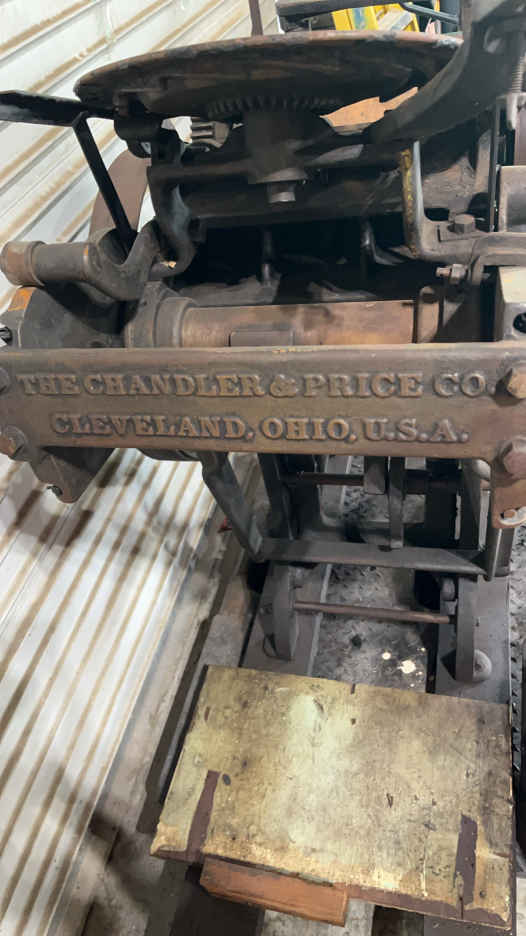 THE CHANDLER & PRICE CO.
CLEVELAND, OHIO, U.S.A.